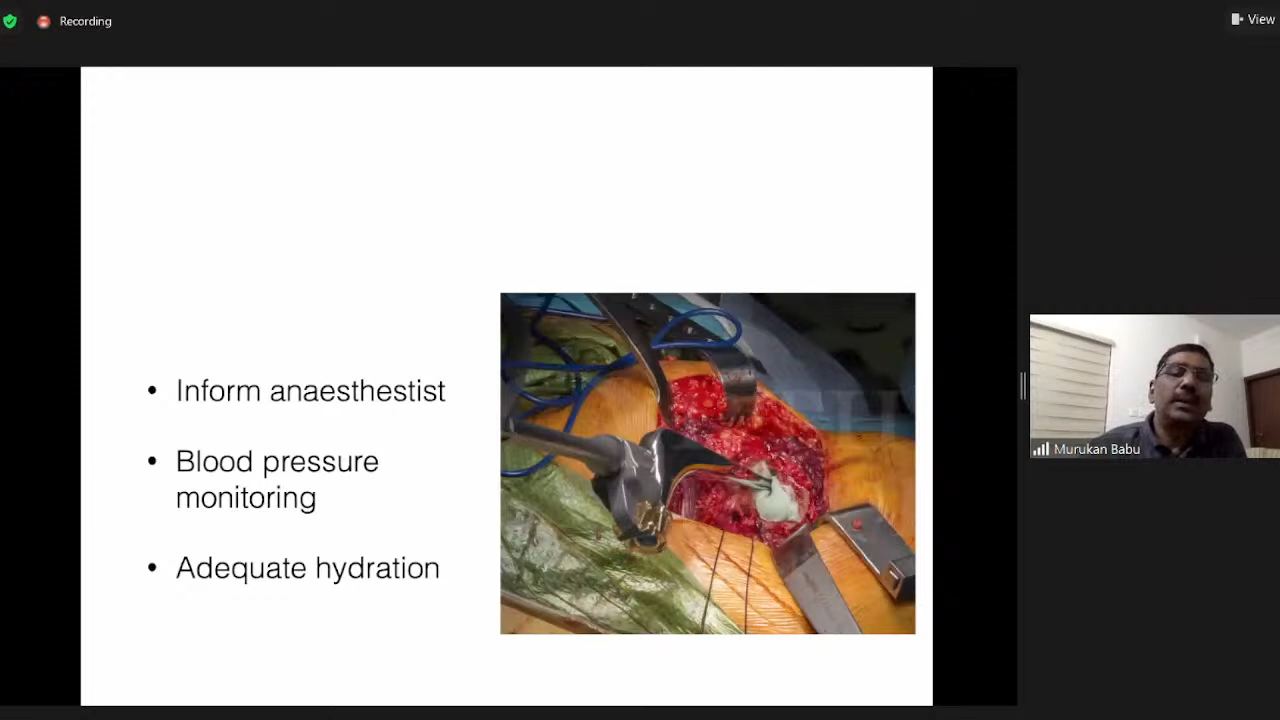 Recording
View
• Inform anaesthestist
• Blood pressure
monitoring
• Adequate hydration
Murukan Babu